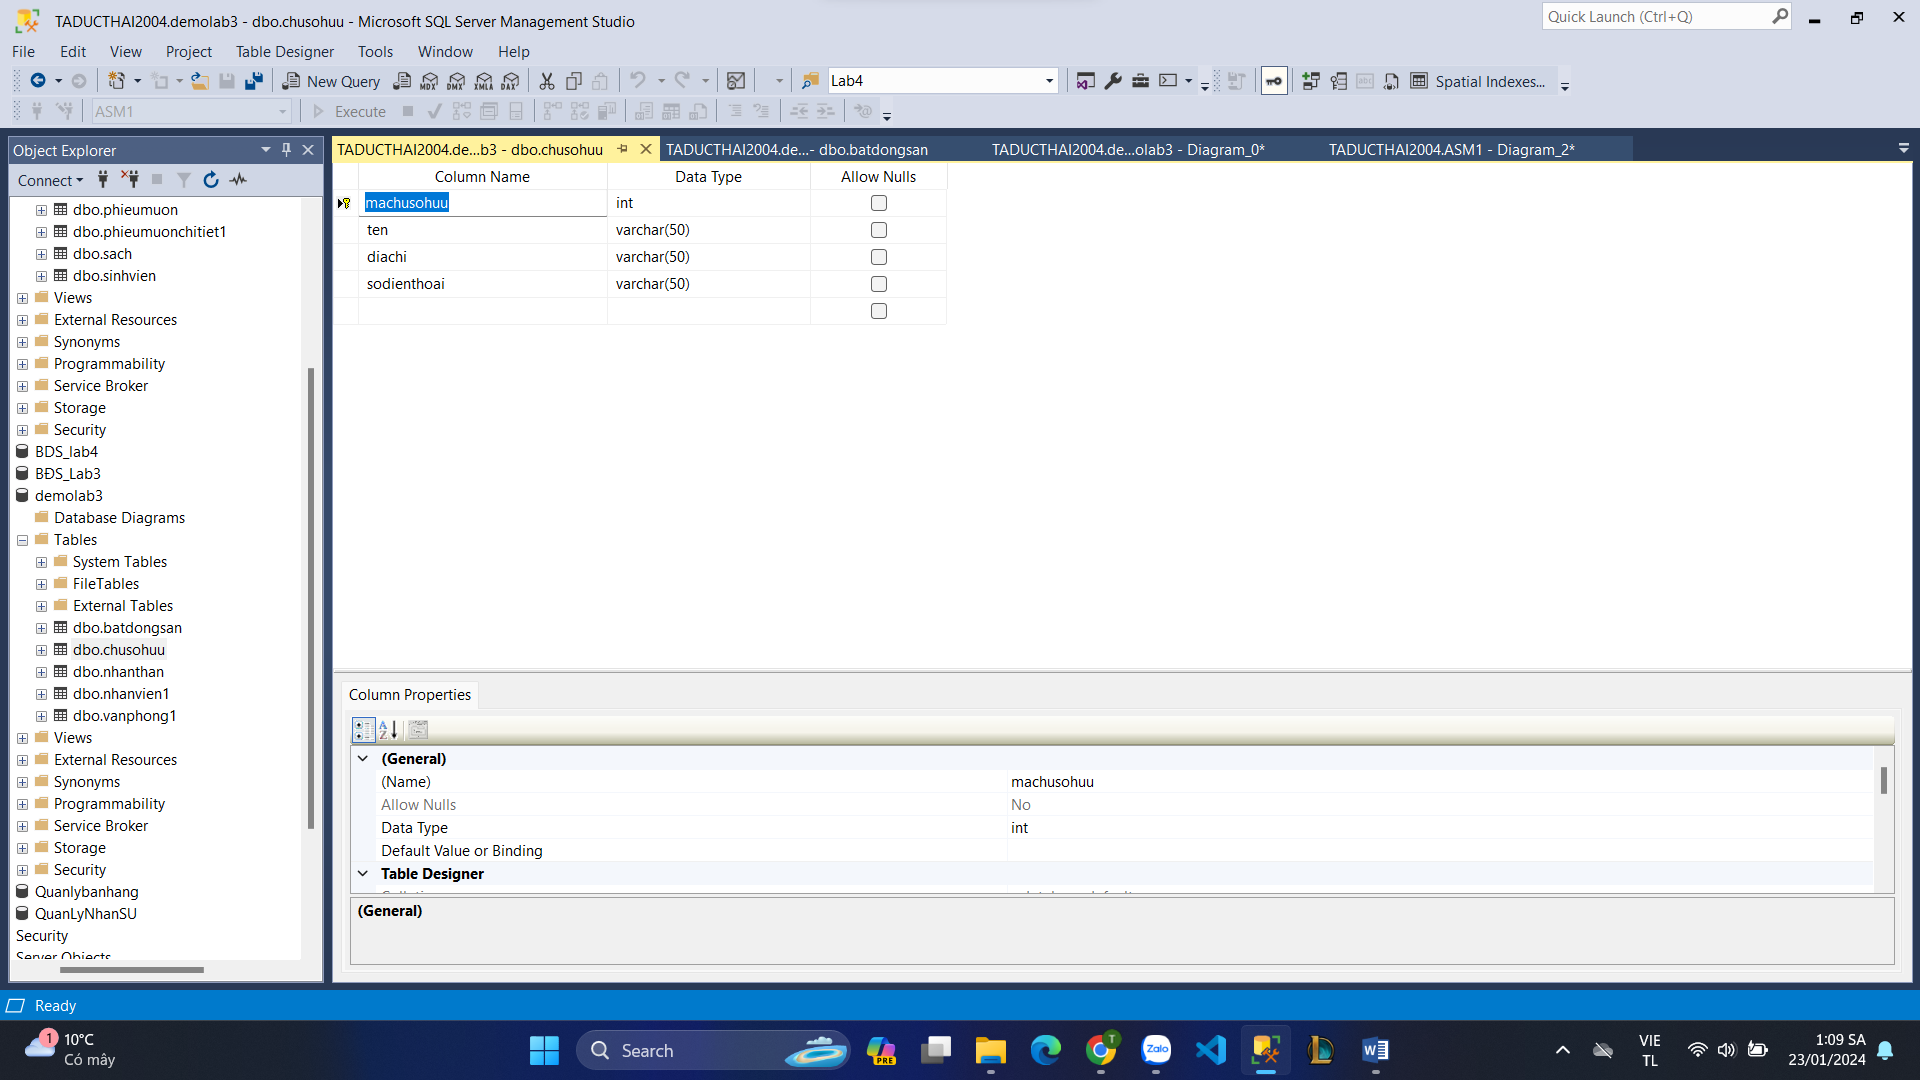 TADUCTHAI2004.demolab3 - dbo.chusohuu - Microsoft SQL Server Management Studio
Quick Launch (Ctrl+Q)
File Edit View Project Table Designer Tools Window Help
New Query MDX DMX XMLA DAX Lab4 Spatial Indexes...
ASM1 Execute
Object Explorer
Connect
dbo.phieumuon
dbo.phieumuonchitiet1
dbo.sach
dbo.sinhvien
Views
External Resources
Synonyms
Programmability
Service Broker
Storage
Security
BDS_lab4
BĐS_Lab3
demolab3
Database Diagrams
Tables
System Tables
FileTables
External Tables
dbo.batdongsan
dbo.chusohuu
dbo.nhanthan
dbo.nhanvien1
dbo.vanphong1
Views
External Resources
Synonyms
Programmability
Service Broker
Storage
Security
Quanlybanhang
QuanLyNhanSU
Security
Server Objects
TADUCTHAI2004.de...b3 - dbo.chusohuu TADUCTHAI2004.de...- dbo.batdongsan TADUCTHAI2004.de...olab3 - Diagram_0* TADUCTHAI2004.ASM1 - Diagram_2*
Column Name Data Type Allow Nulls
machusohuu int
ten varchar(50)
diachi varchar(50)
sodienthoai varchar(50)
Column Properties
(General)
(Name) machusohuu
Allow Nulls No
Data Type int
Default Value or Binding
Table Designer
(General)
Ready
1
10°C
Có mây
Search
PRE
T
Zalo
VIE
TL
1:09 SA
23/01/2024